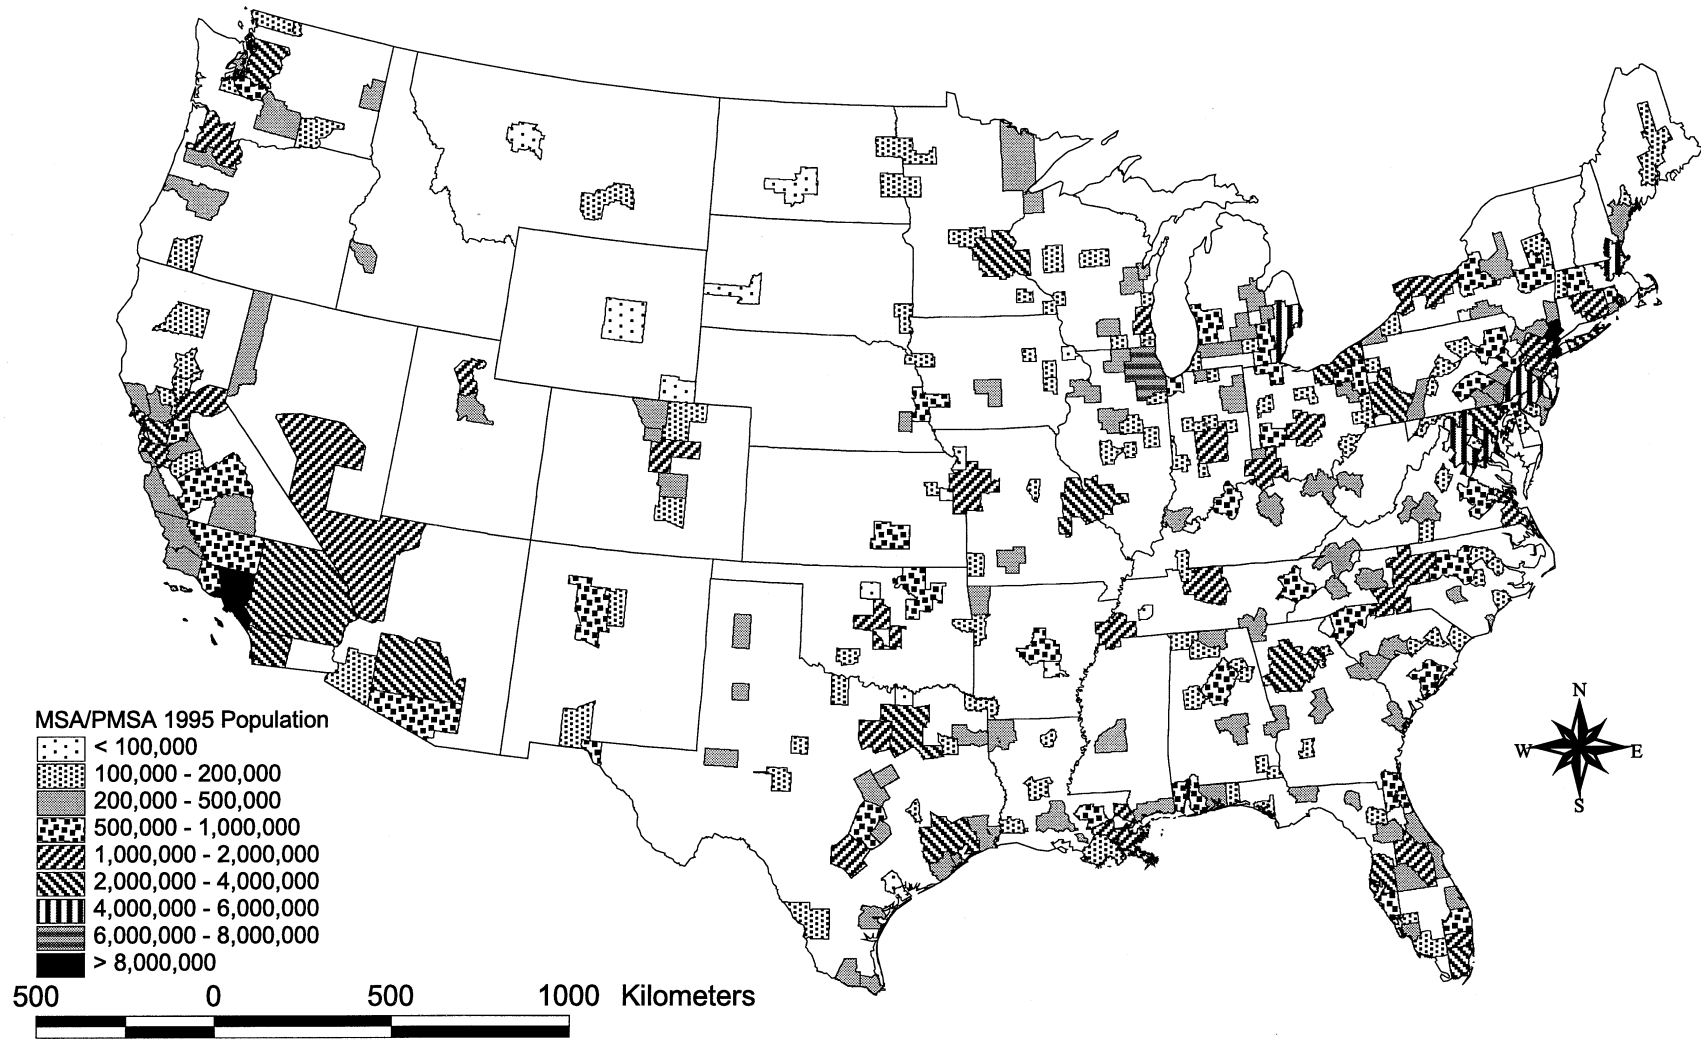 N
W E
S
MSA/PMSA 1995 Population
< 100,000
100,000 - 200,000
200,000 - 500,000
500,000 - 1,000,000
1,000,000 - 2,000,000
2,000,000 - 4,000,000
4,000,000 - 6,000,000
6,000,000 - 8,000,000
> 8,000,000
500 0 500 1000 Kilometers